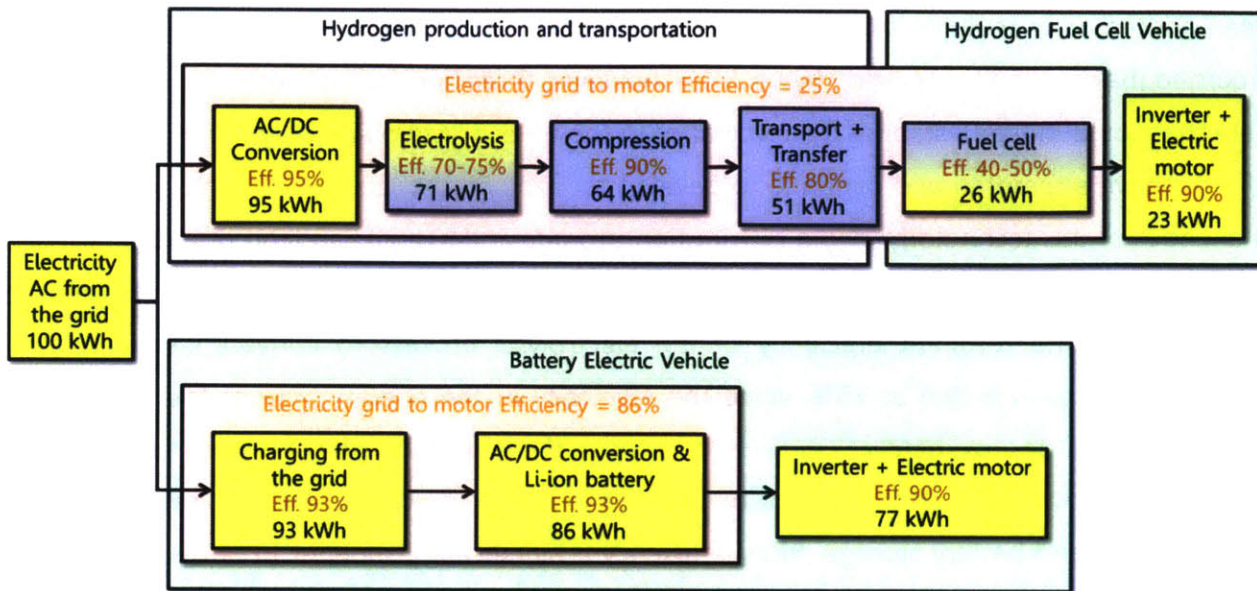 Hydrogen production and transportation
Hydrogen Fuel Cell Vehicle
Electricity grid to motor Efficiency = 25%
AC/DC
Conversion
Eff. 95%
95 kWh
Electrolysis
Eff. 70-75%
71 kWh
Compression
Eff. 90%
64 kWh
Transport +
Transfer
Eff. 80%
51 kWh
Fuel cell
Eff. 40-50%
26 kWh
Inverter +
Electric
motor
Eff. 90%
23 kWh
Electricity
AC from
the grid
100 kWh
Battery Electric Vehicle
Electricity grid to motor Efficiency = 86%
Charging from
the grid
Eff. 93%
93 kWh
AC/DC conversion &
Li-ion battery
Eff. 93%
86 kWh
Inverter + Electric motor
Eff. 90%
77 kWh